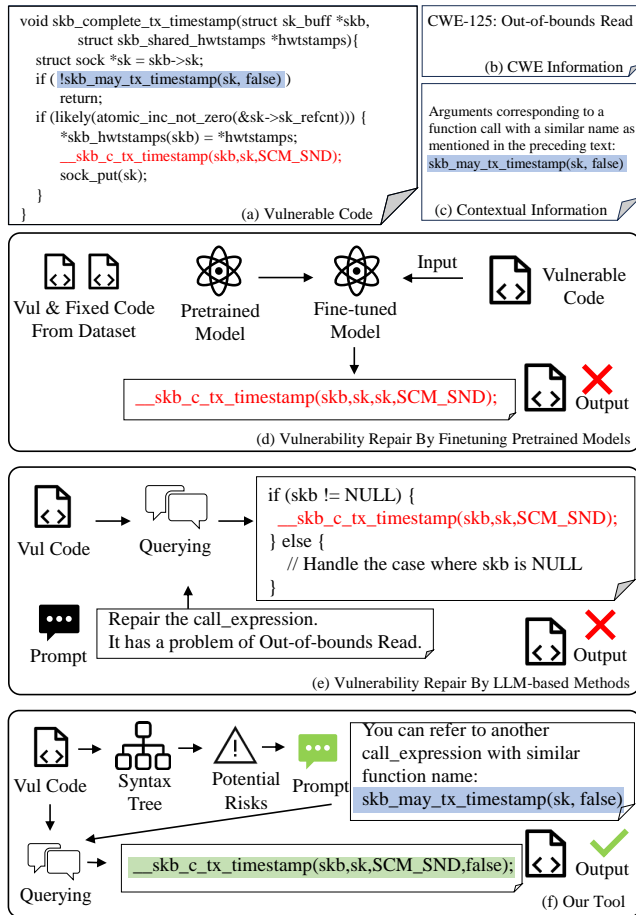 void skb_complete_tx_timestamp(struct sk_buff *skb,
struct skb_shared_hwtstamps *hwtstamps){
struct sock *sk = skb->sk;
if ( !skb_may_tx_timestamp(sk, false) )
return;
if (likely(atomic_inc_not_zero(&sk->sk_refcnt))) {
*skb_hwtstamps(skb) = *hwtstamps;
__skb_c_tx_timestamp(skb,sk,SCM_SND);
sock_put(sk);
}
}
(a) Vulnerable Code
CWE-125: Out-of-bounds Read
(b) CWE Information
Arguments corresponding to a
function call with a similar name as
mentioned in the preceding text:
skb_may_tx_timestamp(sk, false)
(c) Contextual Information
Vul & Fixed Code
From Dataset
Pretrained
Model
Fine-tuned
Model
Input
Vulnerable
Code
__skb_c_tx_timestamp(skb,sk,sk,SCM_SND);
Output
(d) Vulnerability Repair By Finetuning Pretrained Models
Vul Code
Querying
if (skb != NULL) {
__skb_c_tx_timestamp(skb,sk,SCM_SND);
} else {
// Handle the case where skb is NULL
}
Prompt
Repair the call_expression.
It has a problem of Out-of-bounds Read.
Output
(e) Vulnerability Repair By LLM-based Methods
Vul Code
Syntax
Tree
Potential
Risks
Prompt
You can refer to another
call_expression with similar
function name:
skb_may_tx_timestamp(sk, false)
Querying
__skb_c_tx_timestamp(skb,sk,SCM_SND,false);
Output
(f) Our Tool